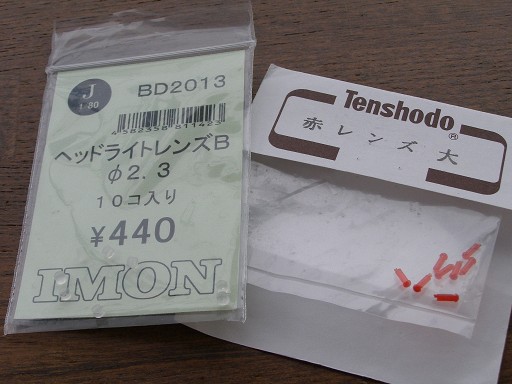 J
1:80
BD2013
4582358811423
ヘッドライトレンズB
φ2.3
10コ入り
¥440
IMON
Tenshodo®
赤レンズ大